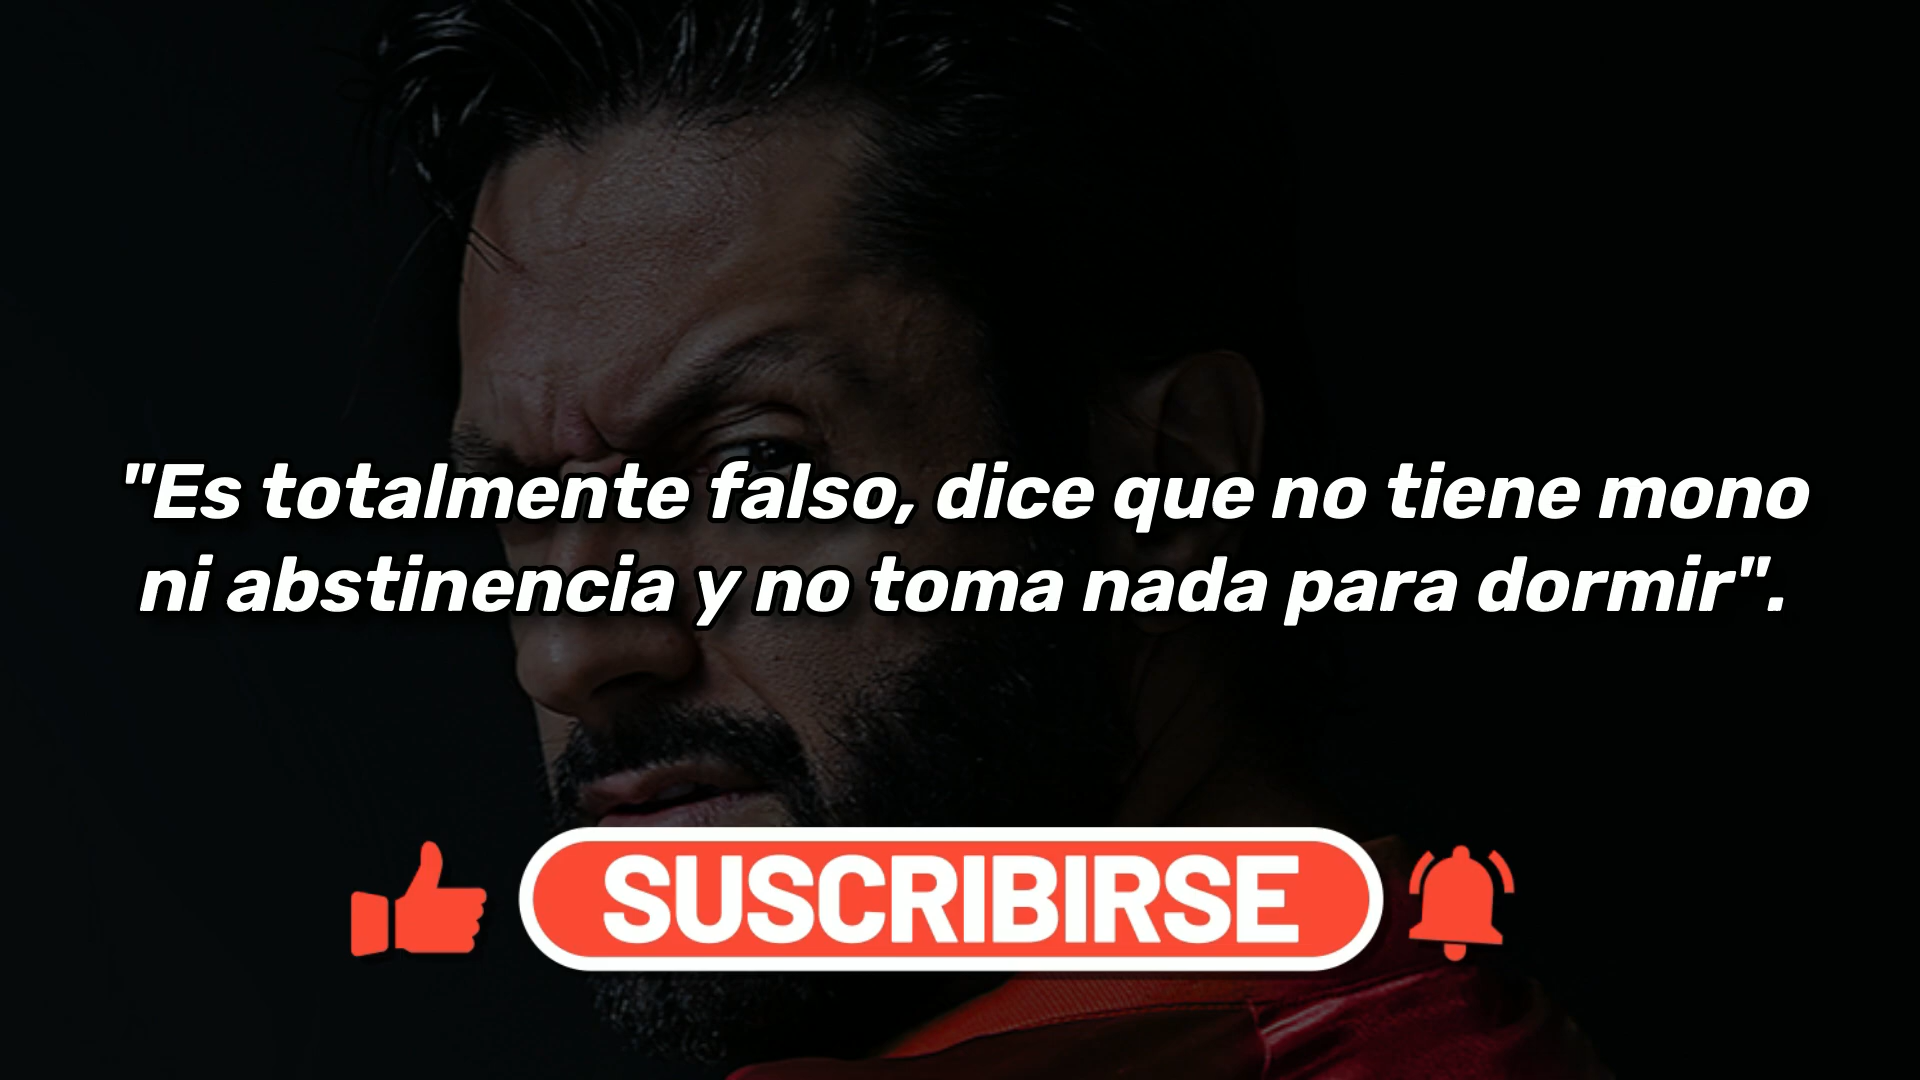 "Es totalmente falso, dice que no tiene mono
ni abstinencia y no toma nada para dormir".
SUSCRIBIRSE